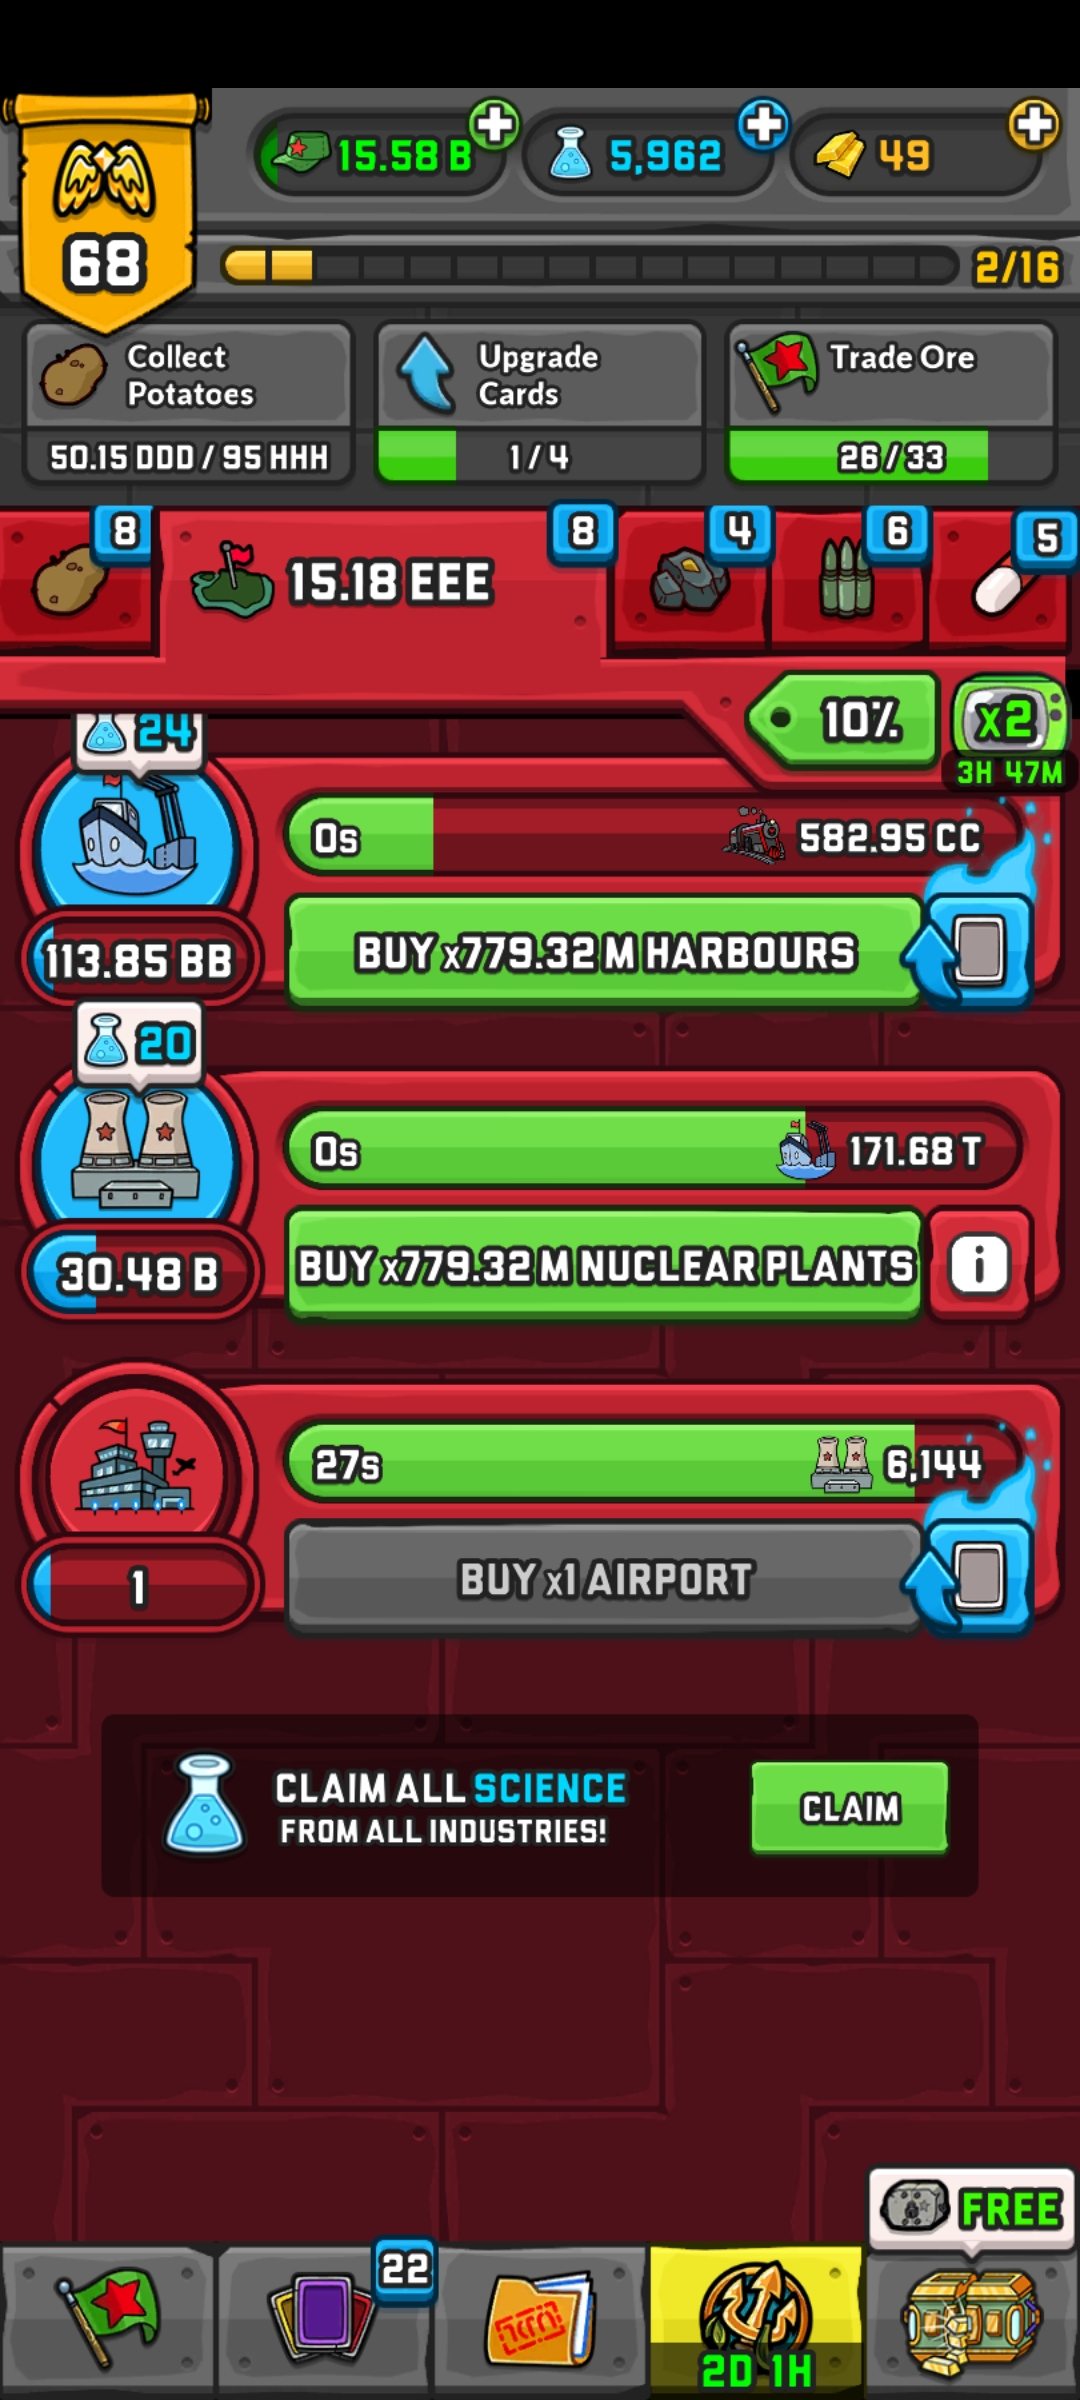 15.58 B
5,962
49
68
2/16
Collect
Potatoes
50.15 DDD / 95 HHH
Upgrade
Cards
1/4
Trade Ore
26/33
8
15.18 EEE
8
4
6
5
10%
x2
3H 47M
24
0s
582.95 CC
113.85 BB
BUY x779.32 M HARBOURS
20
0s
171.68 T
30.48 B
BUY x779.32 M NUCLEAR PLANTS
i
27s
6,144
1
BUY x1 AIRPORT
CLAIM ALL SCIENCE
FROM ALL INDUSTRIES!
CLAIM
FREE
22
2D 1H